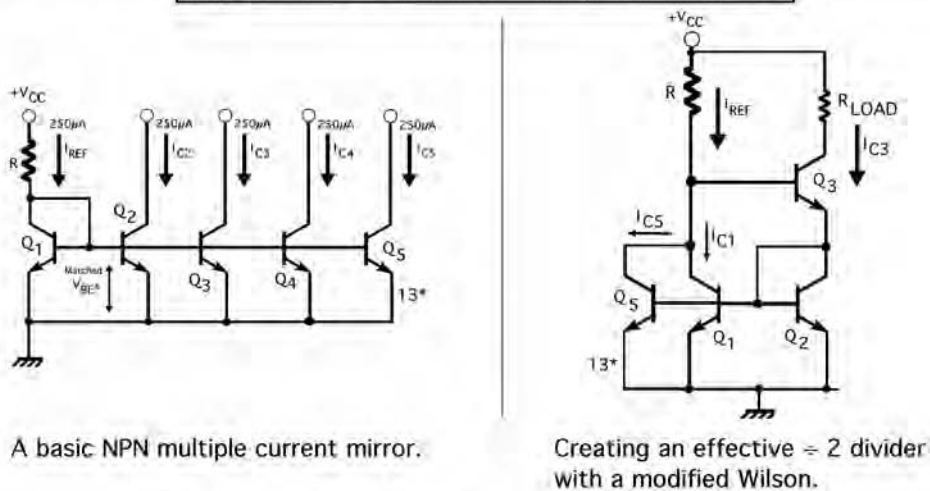 +VCC
R
250µA
IREF
250µA
IC2
250µA
IC3
250µA
IC4
250µA
IC5
Q1
Q2
Q3
Q4
Q5
Matched
VBE's
13*
+VCC
R
IREF
RLOAD
IC3
Q3
IC5
IC1
Q5
Q1
Q2
13*
A basic NPN multiple current mirror.
Creating an effective ÷ 2 divider
with a modified Wilson.